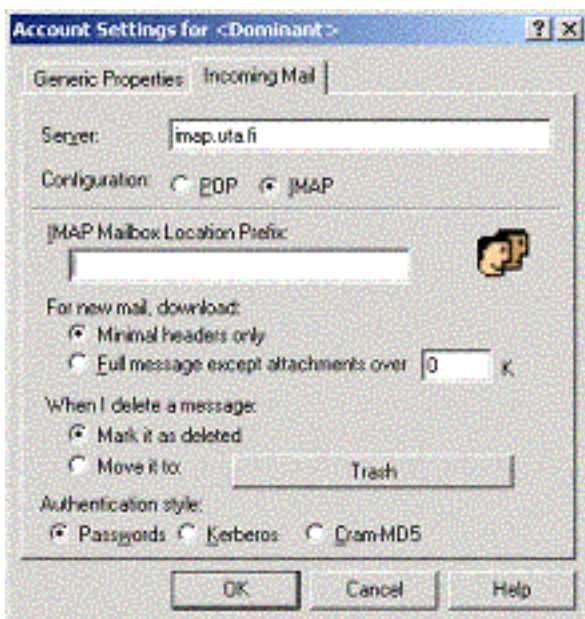 Account Settings for <Dominant>
Generic Properties Incoming Mail
Server: imap.uta.fi
Configuration: POP IMAP
IMAP Mailbox Location Prefix:
For new mail, download:
Minimal headers only
Full message except attachments over 0 K
When I delete a message:
Mark it as deleted
Move it to: Trash
Authentication style:
Passwords Kerberos Cram-MD5
OK Cancel Help